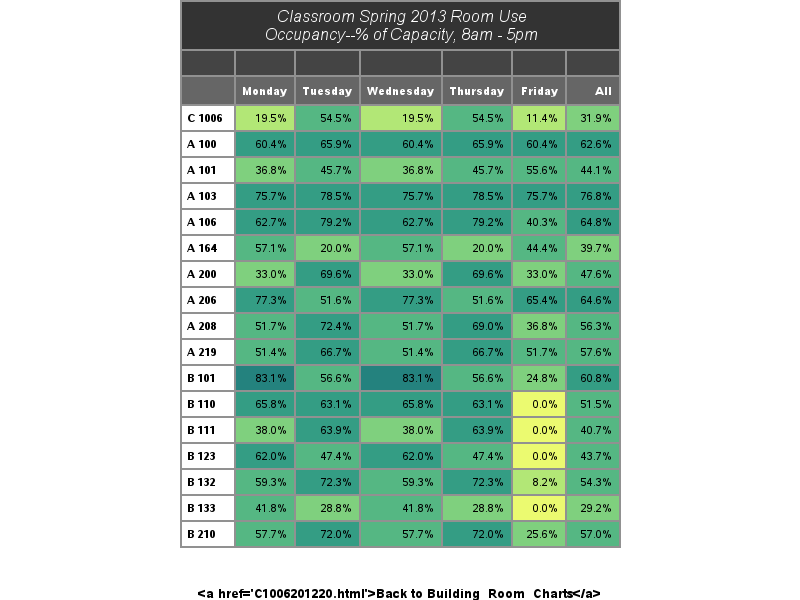 Classroom Spring 2013 Room Use
Occupancy--% of Capacity, 8am - 5pm
Monday Tuesday Wednesday Thursday Friday All
C 1006 19.5% 54.5% 19.5% 54.5% 11.4% 31.9%
A 100 60.4% 65.9% 60.4% 65.9% 60.4% 62.6%
A 101 36.8% 45.7% 36.8% 45.7% 55.6% 44.1%
A 103 75.7% 78.5% 75.7% 78.5% 75.7% 76.8%
A 106 62.7% 79.2% 62.7% 79.2% 40.3% 64.8%
A 164 57.1% 20.0% 57.1% 20.0% 44.4% 39.7%
A 200 33.0% 69.6% 33.0% 69.6% 33.0% 47.6%
A 206 77.3% 51.6% 77.3% 51.6% 65.4% 64.6%
A 208 51.7% 72.4% 51.7% 69.0% 36.8% 56.3%
A 219 51.4% 66.7% 51.4% 66.7% 51.7% 57.6%
B 101 83.1% 56.6% 83.1% 56.6% 24.8% 60.8%
B 110 65.8% 63.1% 65.8% 63.1% 0.0% 51.5%
B 111 38.0% 63.9% 38.0% 63.9% 0.0% 40.7%
B 123 62.0% 47.4% 62.0% 47.4% 0.0% 43.7%
B 132 59.3% 72.3% 59.3% 72.3% 8.2% 54.3%
B 133 41.8% 28.8% 41.8% 28.8% 0.0% 29.2%
B 210 57.7% 72.0% 57.7% 72.0% 25.6% 57.0%
<a href='C1006201220.html'>Back to Building  Room  Charts</a>